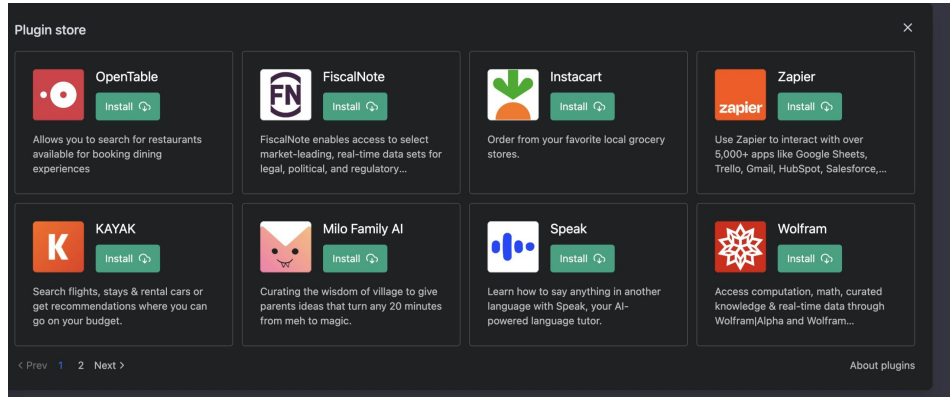 Plugin store
OpenTable
Install
Allows you to search for restaurants
available for booking dining
experiences
FN
FiscalNote
Install
FiscalNote enables access to select
market-leading, real-time data sets for
legal, political, and regulatory...
Instacart
Install
Order from your favorite local grocery
stores.
zapier
Zapier
Install
Use Zapier to interact with over
5,000+ apps like Google Sheets,
Trello, Gmail, HubSpot, Salesforce,...
K
KAYAK
Install
Search flights, stays & rental cars or
get recommendations where you can
go on your budget.
Milo Family AI
Install
Curating the wisdom of village to give
parents ideas that turn any 20 minutes
from meh to magic.
Speak
Install
Learn how to say anything in another
language with Speak, your AI-
powered language tutor.
Wolfram
Install
Access computation, math, curated
knowledge & real-time data through
Wolfram|Alpha and Wolfram...
< Prev 1 2 Next >
About plugins